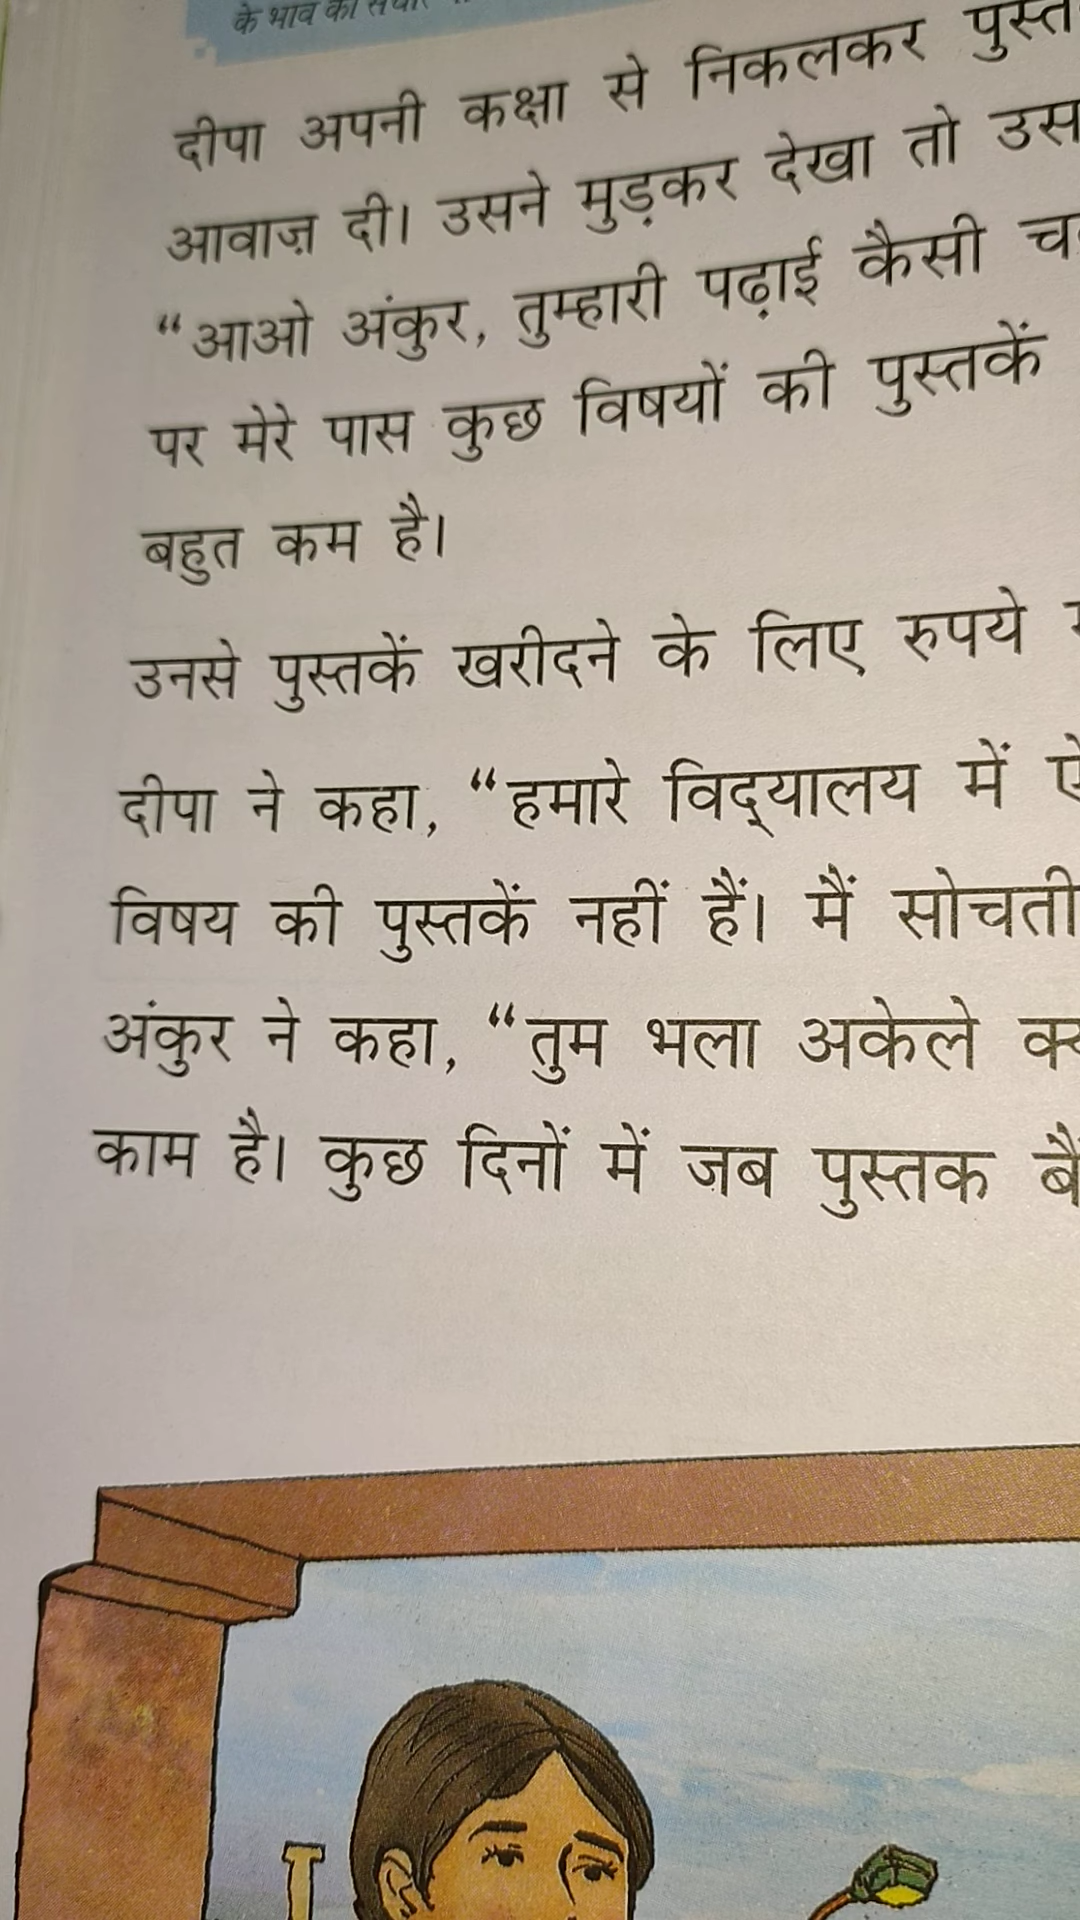 के भाव का
दीपा अपनी कक्षा से निकलकर
आवाज़ दी। उसने मुड़कर देखा तो
“आओ अंकुर, तुम्हारी पढ़ाई कैसी
पर मेरे पास कुछ विषयों की पुस्तकें
बहुत कम है।
उनसे पुस्तकें खरीदने के लिए रुपये
दीपा ने कहा, “हमारे विद्‌यालय में
विषय की पुस्तकें नहीं हैं। मैं सोचती
अंकुर ने कहा, “तुम भला अकेले
काम है। कुछ दिनों में जब पुस्तक